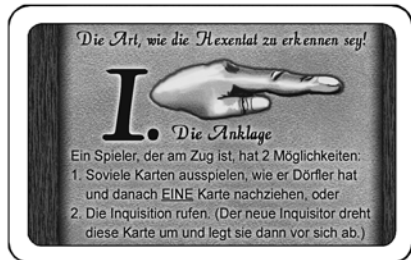 Die Art, wie die Hexentat zu erkennen sey!
I.
Die Anklage
Ein Spieler, der am Zug ist, hat 2 Möglichkeiten:
1. Soviele Karten ausspielen, wie er Dörfler hat
und danach EINE Karte nachziehen, oder
2. Die Inquisition rufen. (Der neue Inquisitor dreht
diese Karte um und legt sie dann vor sich ab.)